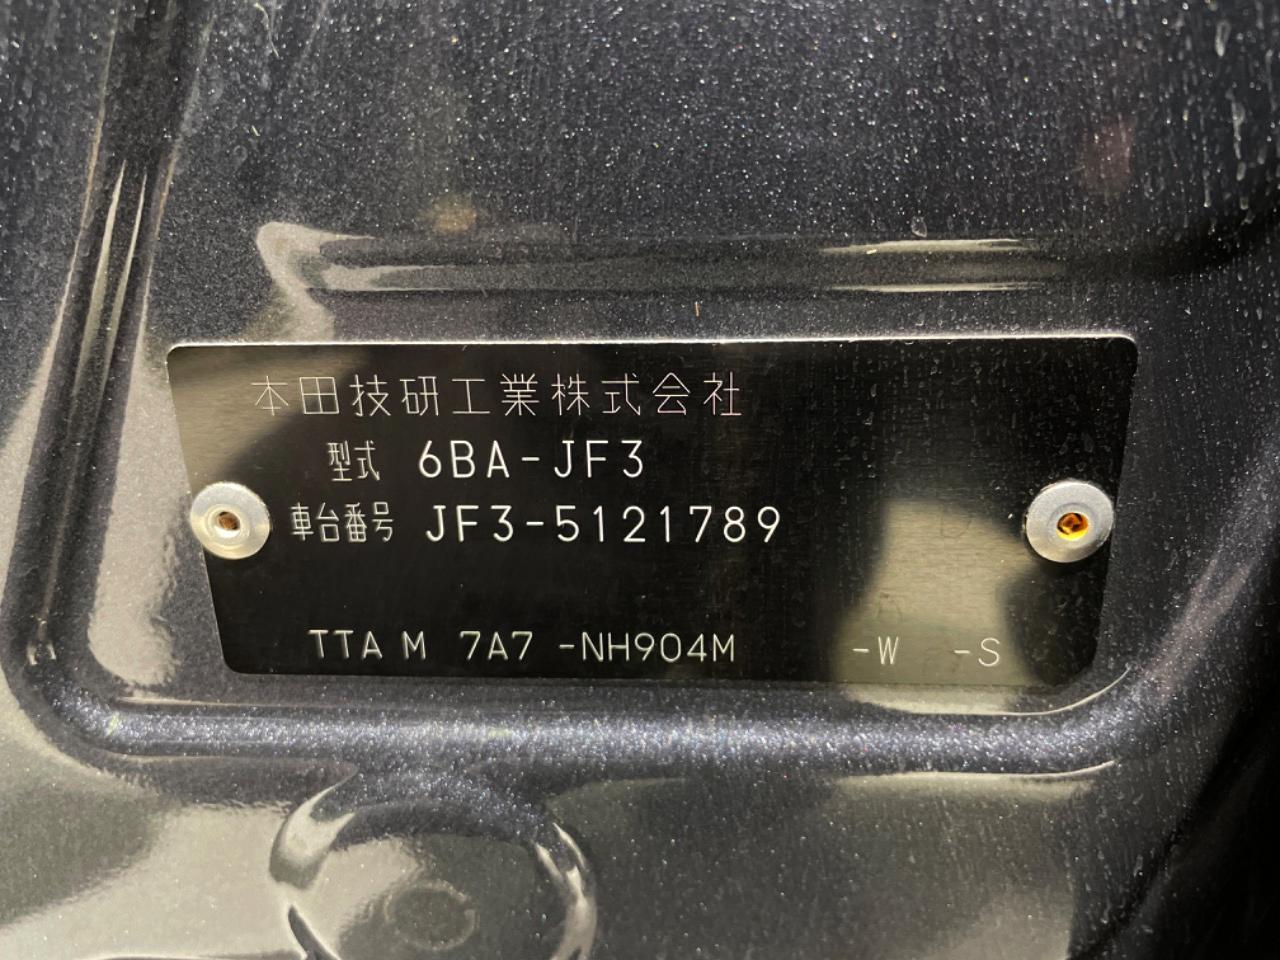 本田技研工業株式会社
型式 6BA-JF3
車台番号 JF3-5121789
TTA M 7A7 -NH904M -W -S